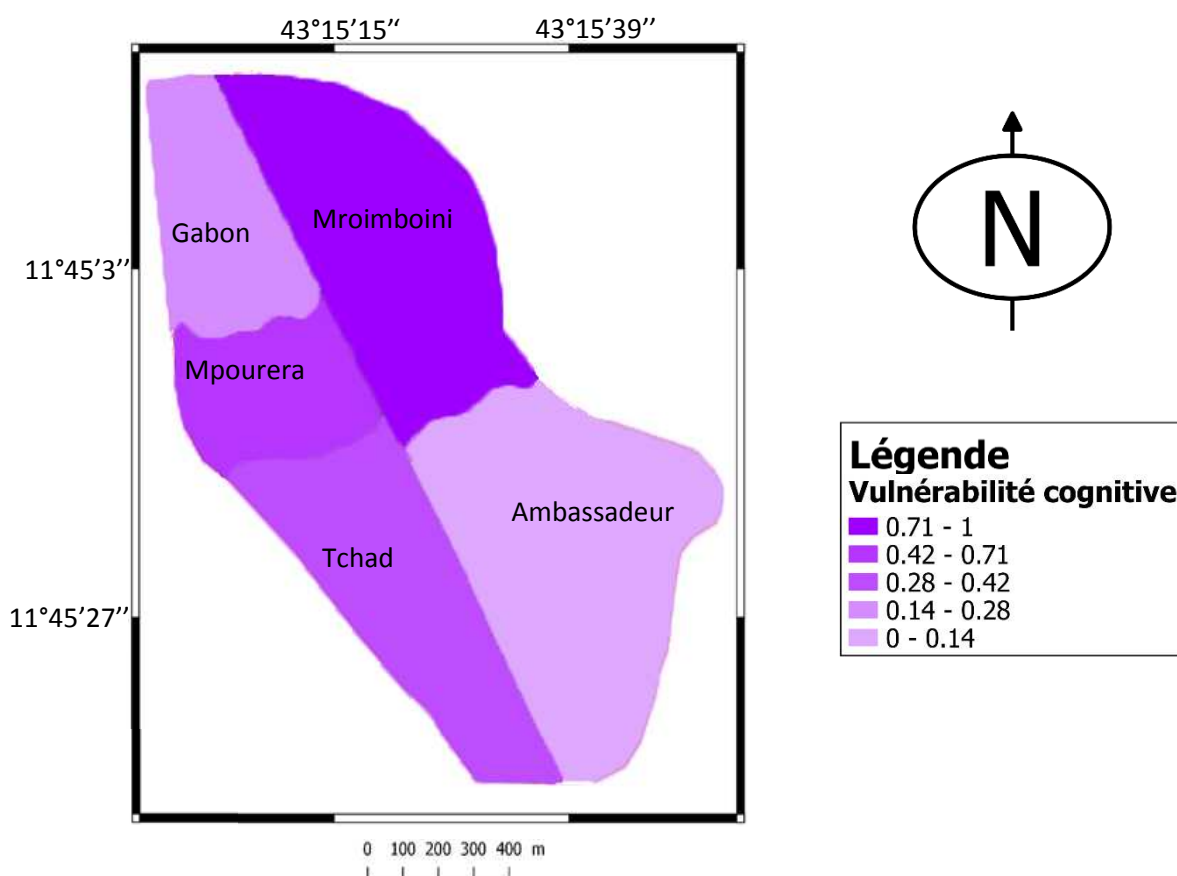 43°15’15“ 43°15’39’’
Gabon
Mroimboini
11°45’3’’
Mpourera
Ambassadeur
Tchad
11°45’27’’
0 100 200 300 400 m
N
Légende
Vulnérabilité cognitive
0.71 - 1
0.42 - 0.71
0.28 - 0.42
0.14 - 0.28
0 - 0.14